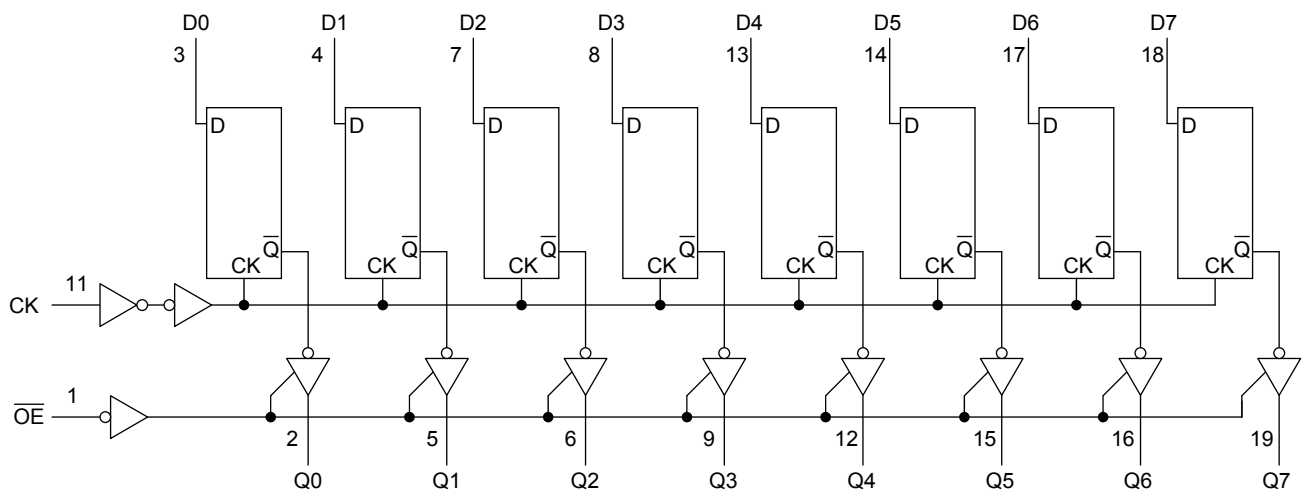 D0 D1 D2 D3 D4 D5 D6 D7
3 4 7 8 13 14 17 18
D D D D D D D D
Q̅ Q̅ Q̅ Q̅ Q̅ Q̅ Q̅ Q̅
CK CK CK CK CK CK CK CK
11
CK
1
O̅E̅
2 5 6 9 12 15 16 19
Q0 Q1 Q2 Q3 Q4 Q5 Q6 Q7